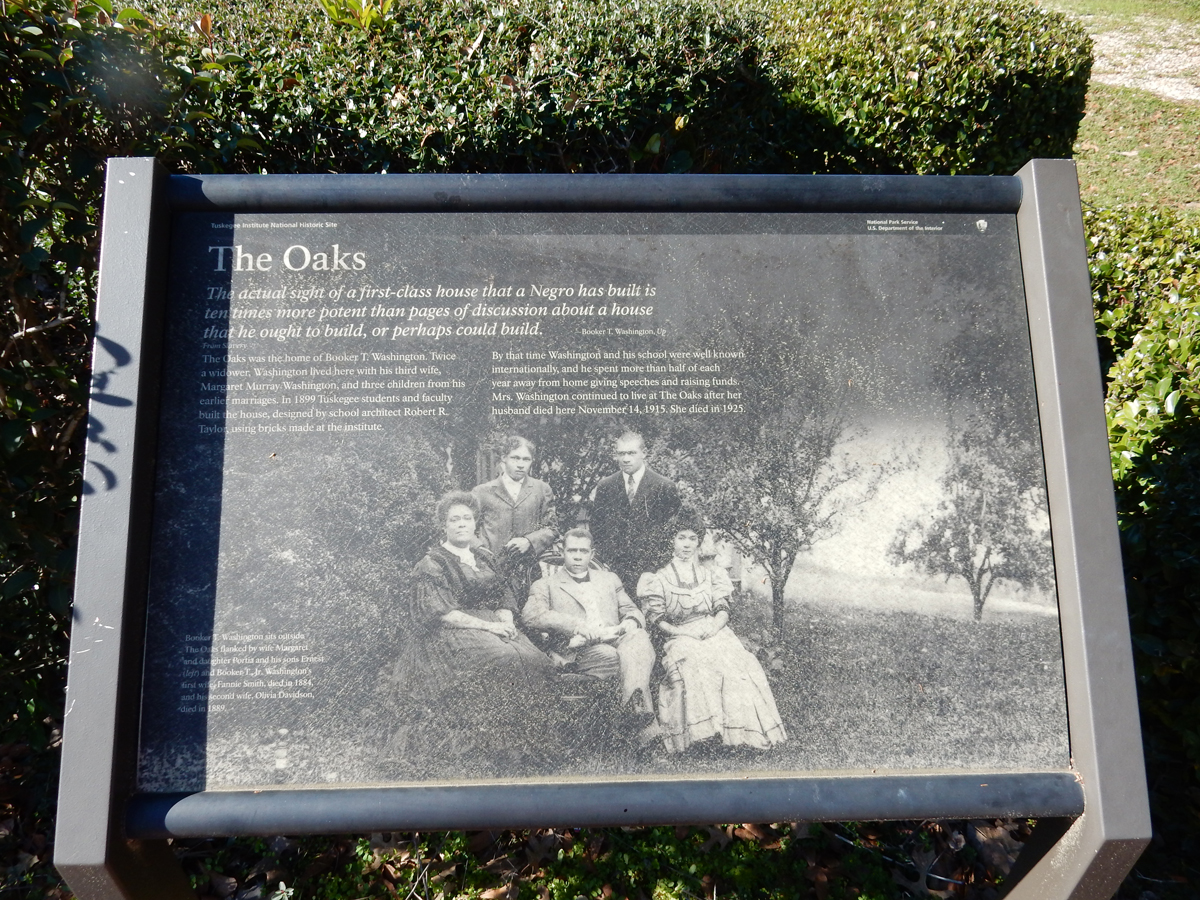 Tuskegee Institute National Historic Site
National Park Service
U.S. Department of the Interior
The Oaks
The actual sight of a first-class house that a Negro has built is
ten times more potent than pages of discussion about a house
that he ought to build, or perhaps could build.
–Booker T. Washington, Up
From Slavery
The Oaks was the home of Booker T. Washington. Twice
a widower, Washington lived here with his third wife,
Margaret Murray Washington, and three children from his
earlier marriages. In 1899 Tuskegee students and faculty
built the house, designed by school architect Robert R.
Taylor, using bricks made at the institute.
By that time Washington and his school were well known
internationally, and he spent more than half of each
year away from home giving speeches and raising funds.
Mrs. Washington continued to live at The Oaks after her
husband died here November 14, 1915. She died in 1925.
Booker T. Washington sits outside
The Oaks flanked by wife Margaret
and daughter Portia and his sons Ernest
(left) and Booker T., Jr. Washington's
first wife, Fannie Smith, died in 1884,
and his second wife, Olivia Davidson,
died in 1889.